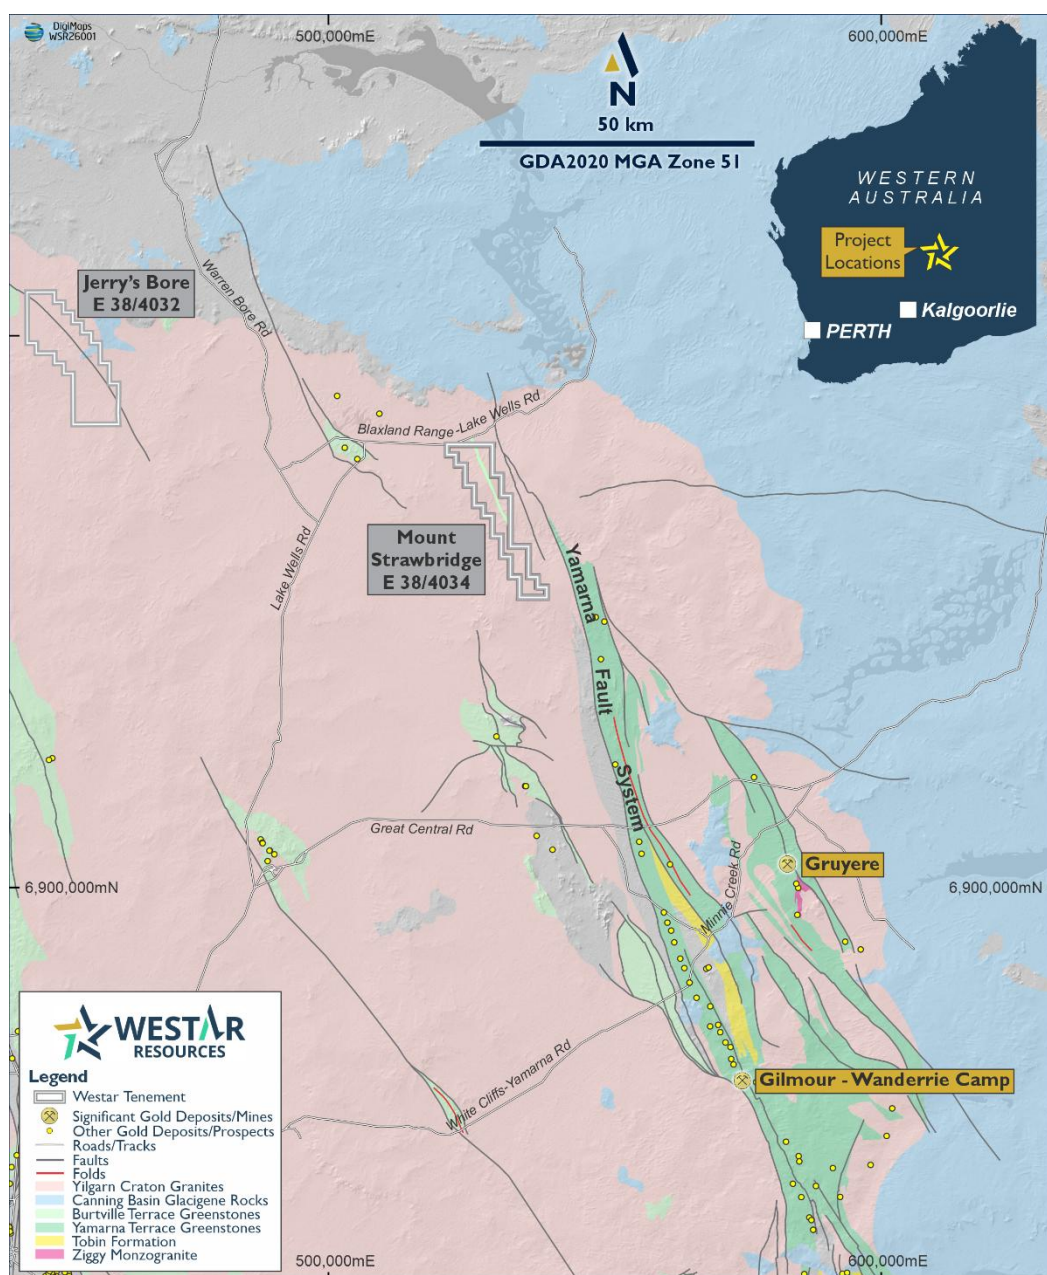 DigiMaps
WSR26001
500,000mE
600,000mE
N
50 km
GDA2020 MGA Zone 51
WESTERN
AUSTRALIA
Project
Locations
Kalgoorlie
PERTH
Jerry's Bore
E 38/4032
Warren Bore Rd
Blaxland Range-Lake Wells Rd
Mount
Strawbridge
E 38/4034
Lake Wells Rd
Yamarna
Fault
System
Great Central Rd
Minnie Creek Rd
Gruyere
6,900,000mN
6,900,000mN
WESTAR
RESOURCES
Legend
Westar Tenement
Significant Gold Deposits/Mines
Other Gold Deposits/Prospects
Roads/Tracks
Faults
Folds
Yilgarn Craton Granites
Canning Basin Glacigene Rocks
Burtville Terrace Greenstones
Yamarna Terrace Greenstones
Tobin Formation
Ziggy Monzogranite
White Cliffs-Yamarna Rd
Gilmour - Wanderrie Camp
500,000mE
600,000mE